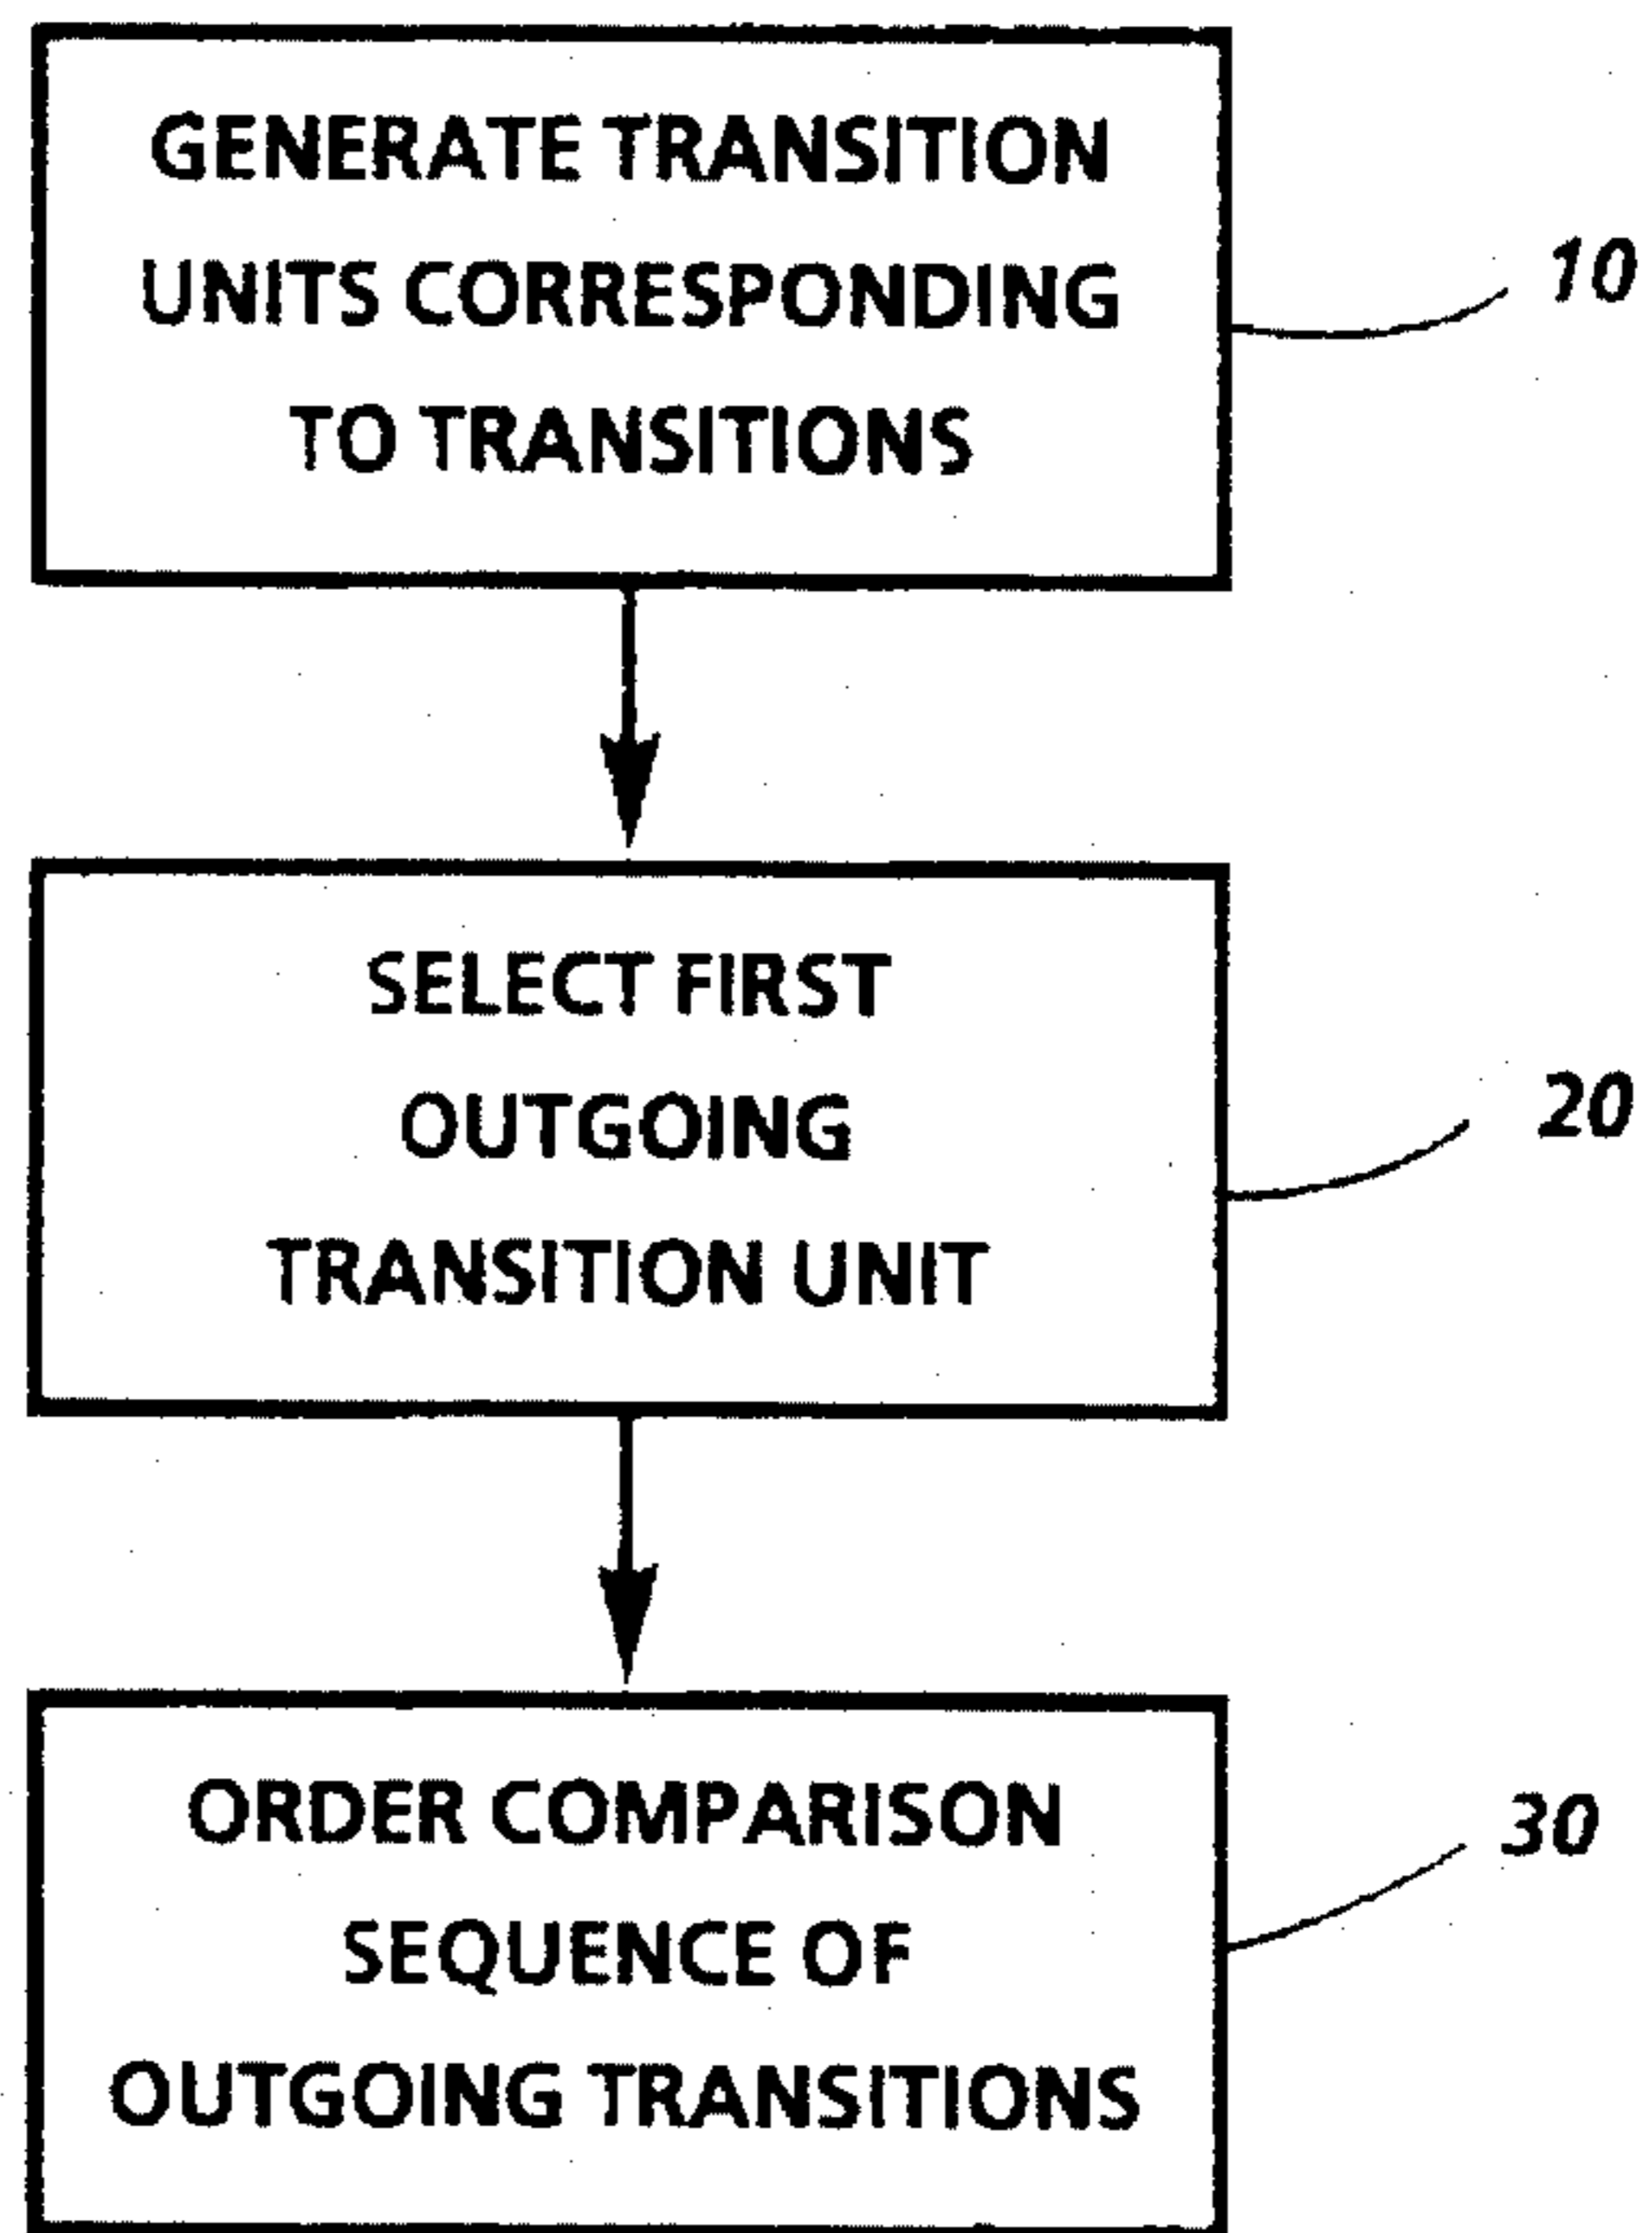 GENERATE TRANSITION
UNITS CORRESPONDING
TO TRANSITIONS
10
SELECT FIRST
OUTGOING
TRANSITION UNIT
20
ORDER COMPARISON
SEQUENCE OF
OUTGOING TRANSITIONS
30